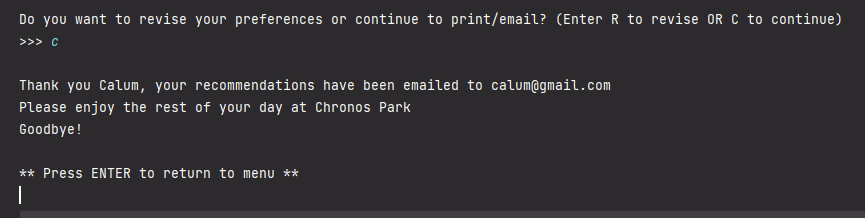 Do you want to revise your preferences or continue to print/email? (Enter R to revise OR C to continue)
>>> c
Thank you Calum, your recommendations have been emailed to calum@gmail.com
Please enjoy the rest of your day at Chronos Park
Goodbye!
** Press ENTER to return to menu **